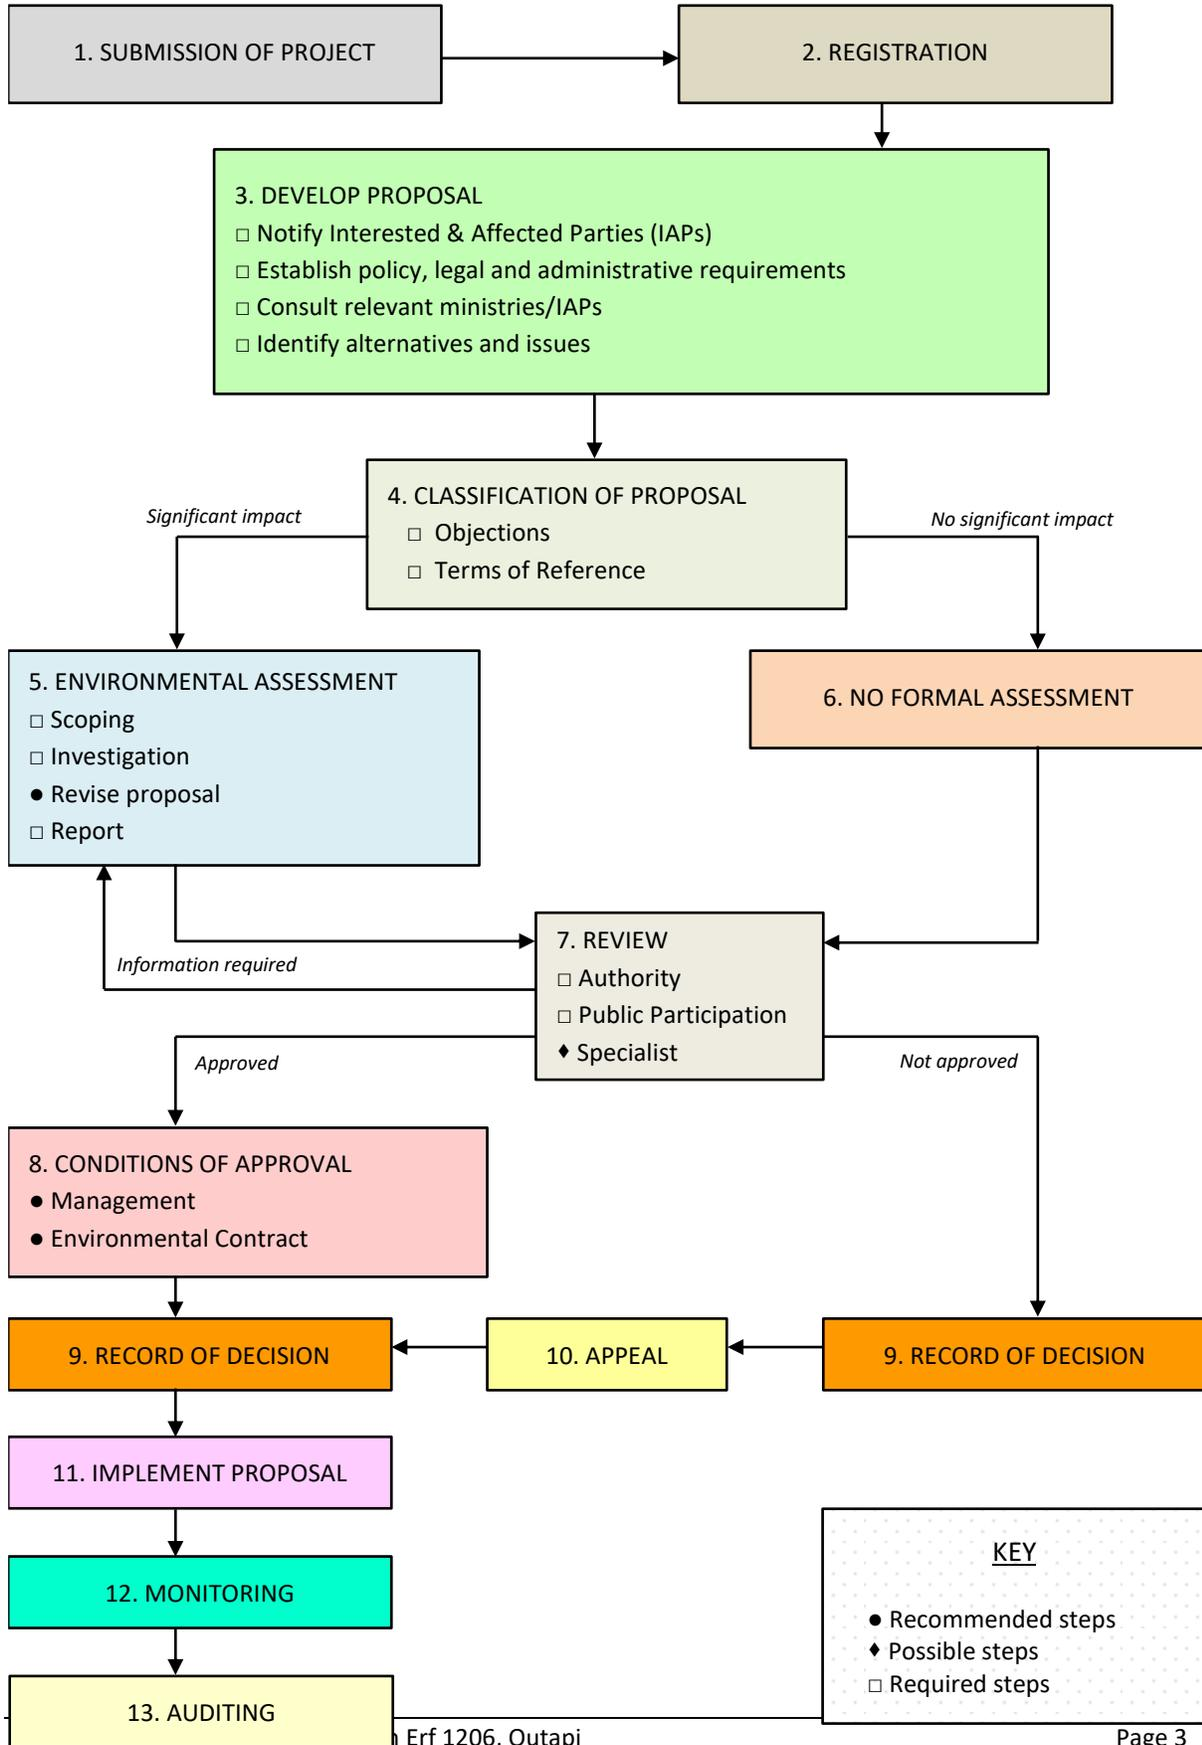 1. SUBMISSION OF PROJECT
2. REGISTRATION
3. DEVELOP PROPOSAL
□ Notify Interested & Affected Parties (IAPs)
□ Establish policy, legal and administrative requirements
□ Consult relevant ministries/IAPs
□ Identify alternatives and issues
4. CLASSIFICATION OF PROPOSAL
□ Objections
□ Terms of Reference
Significant impact
No significant impact
5. ENVIRONMENTAL ASSESSMENT
□ Scoping
□ Investigation
● Revise proposal
□ Report
6. NO FORMAL ASSESSMENT
7. REVIEW
□ Authority
□ Public Participation
♦ Specialist
Information required
Approved
Not approved
8. CONDITIONS OF APPROVAL
● Management
● Environmental Contract
9. RECORD OF DECISION
10. APPEAL
9. RECORD OF DECISION
11. IMPLEMENT PROPOSAL
12. MONITORING
13. AUDITING
KEY
● Recommended steps
♦ Possible steps
□ Required steps
Erf 1206, Outapi
Page 3